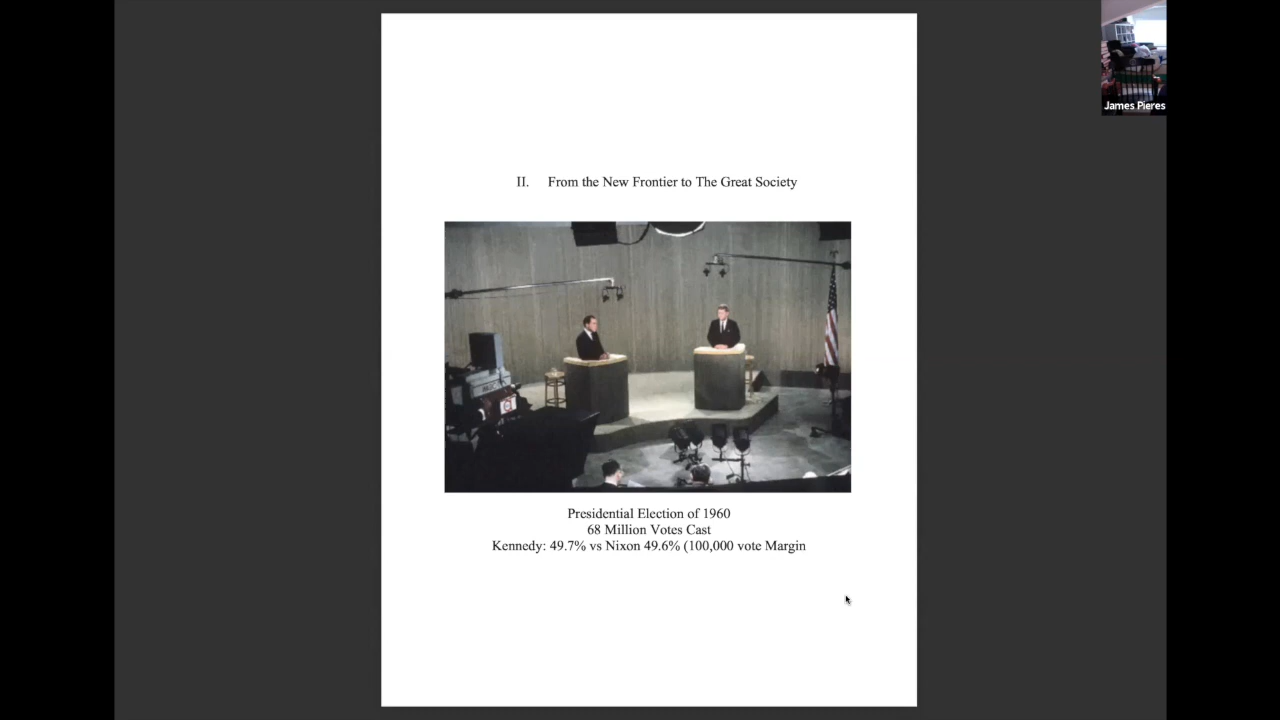 II. From the New Frontier to The Great Society
Presidential Election of 1960
68 Million Votes Cast
Kennedy: 49.7% vs Nixon 49.6% (100,000 vote Margin
James Pieres